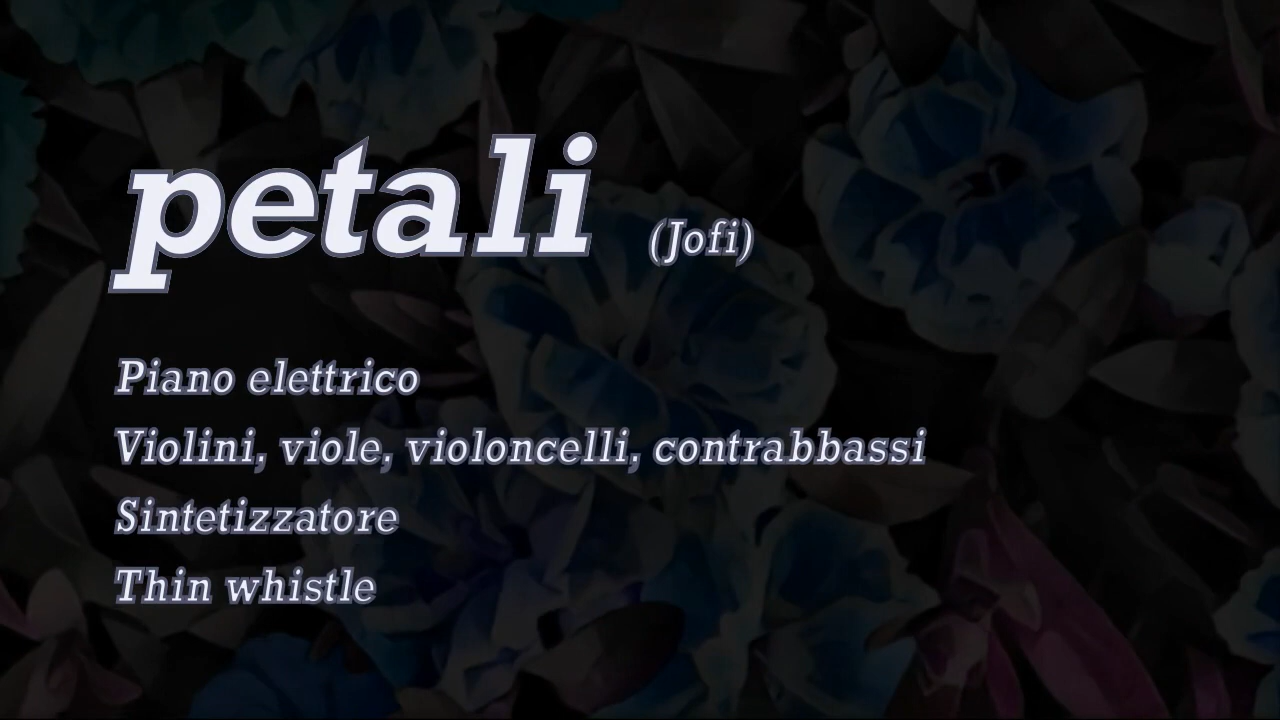 petali (Jofi)
Piano elettrico
Violini, viole, violoncelli, contrabbassi
Sintetizzatore
Thin whistle